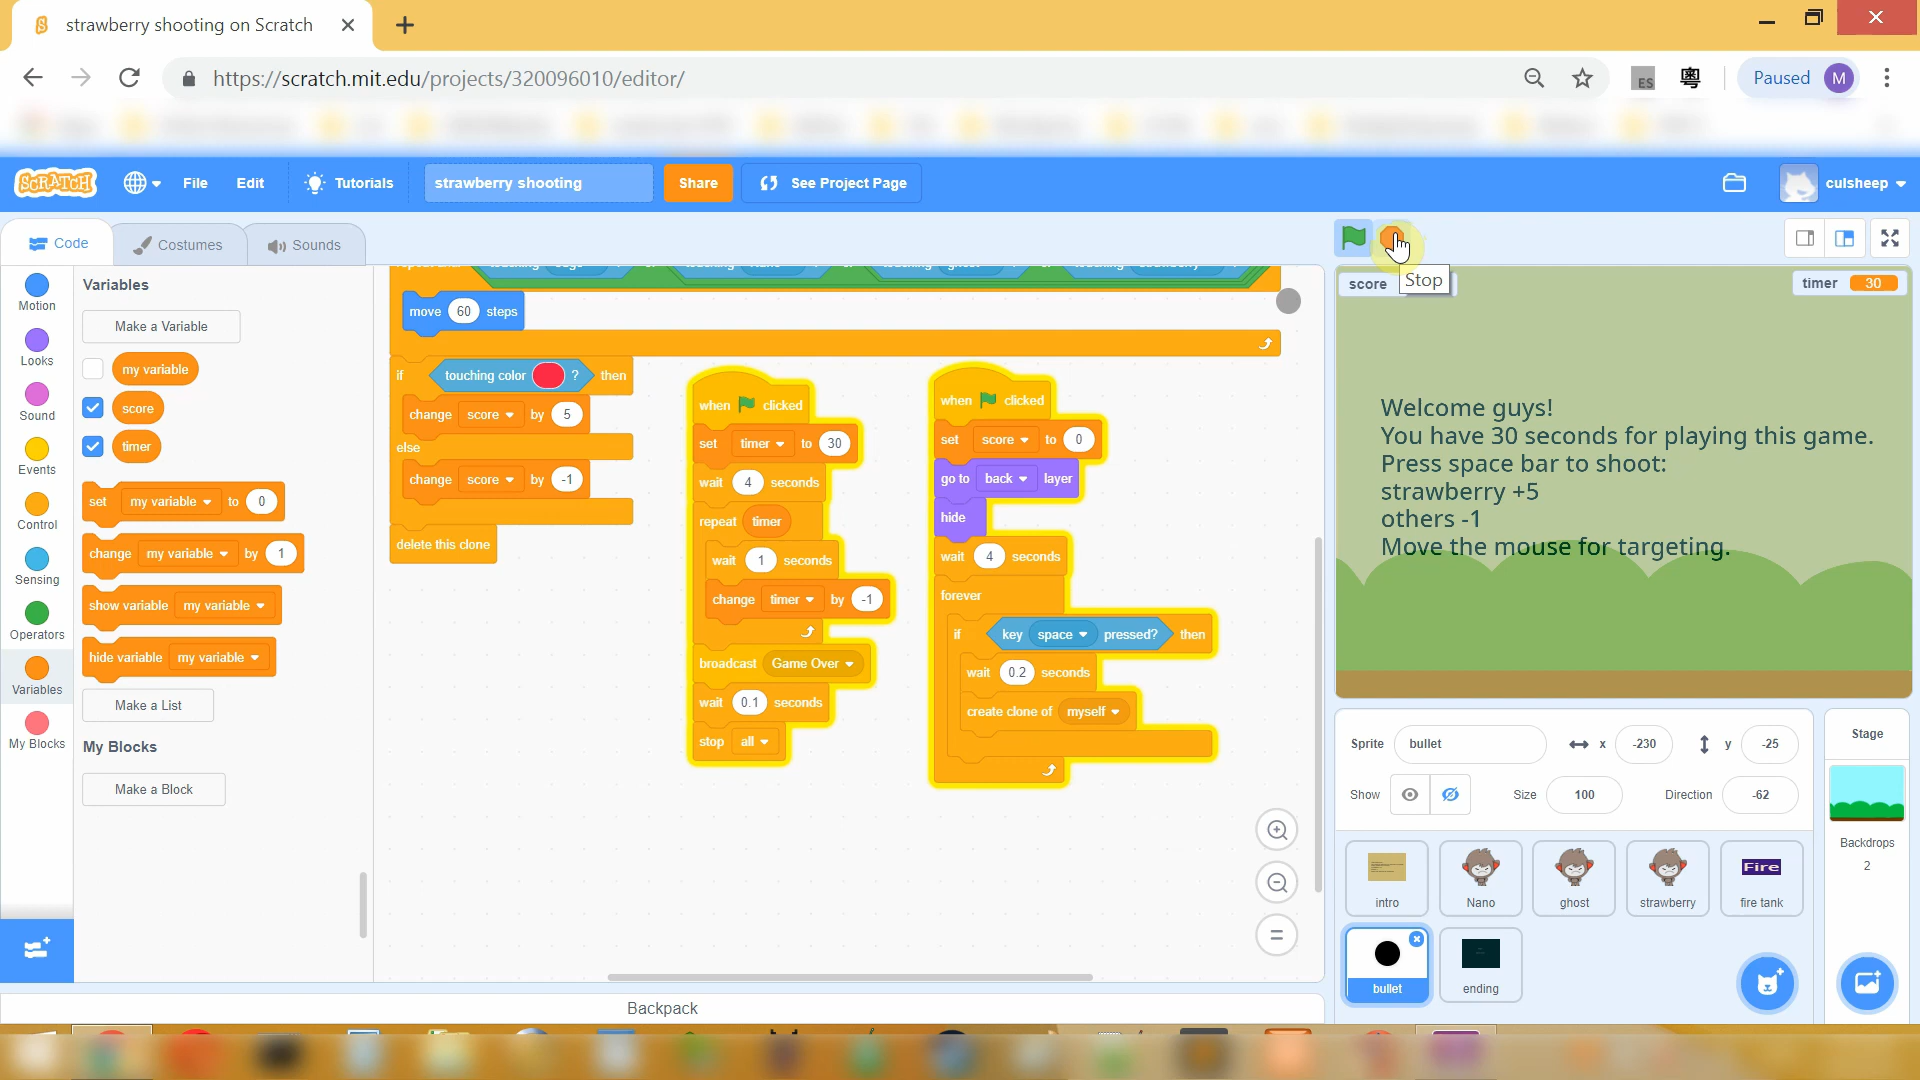 strawberry shooting on Scratch
https://scratch.mit.edu/projects/320096010/editor/
ES
粵
Paused M
SCRATCH
File
Edit
Tutorials
strawberry shooting
Share
See Project Page
culsheep
Code
Costumes
Sounds
Stop
Motion
Looks
Sound
Events
Control
Sensing
Operators
Variables
My Blocks
Variables
Make a Variable
my variable
score
timer
set my variable to 0
change my variable by 1
show variable my variable
hide variable my variable
Make a List
My Blocks
Make a Block
move 60 steps
if touching color ? then
change score by 5
else
change score by -1
delete this clone
when clicked
set timer to 30
wait 4 seconds
repeat timer
wait 1 seconds
change timer by -1
broadcast Game Over
wait 0.1 seconds
stop all
when clicked
set score to 0
go to back layer
hide
wait 4 seconds
forever
if key space pressed? then
wait 0.2 seconds
create clone of myself
Backpack
score
timer 30
Welcome guys!
You have 30 seconds for playing this game.
Press space bar to shoot:
strawberry +5
others -1
Move the mouse for targeting.
Sprite bullet x -230 y -25
Show Size 100 Direction -62
intro
Nano
ghost
strawberry
Fire
fire tank
bullet
ending
Stage
Backdrops
2